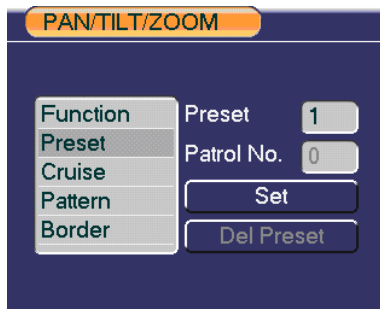 PAN/TILT/ZOOM
Function
Preset
Cruise
Pattern
Border
Preset 1
Patrol No. 0
Set
Del Preset